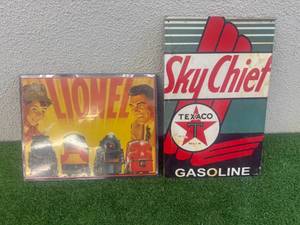 LIONEL
Sky Chief
TEXACO
T
GASOLINE